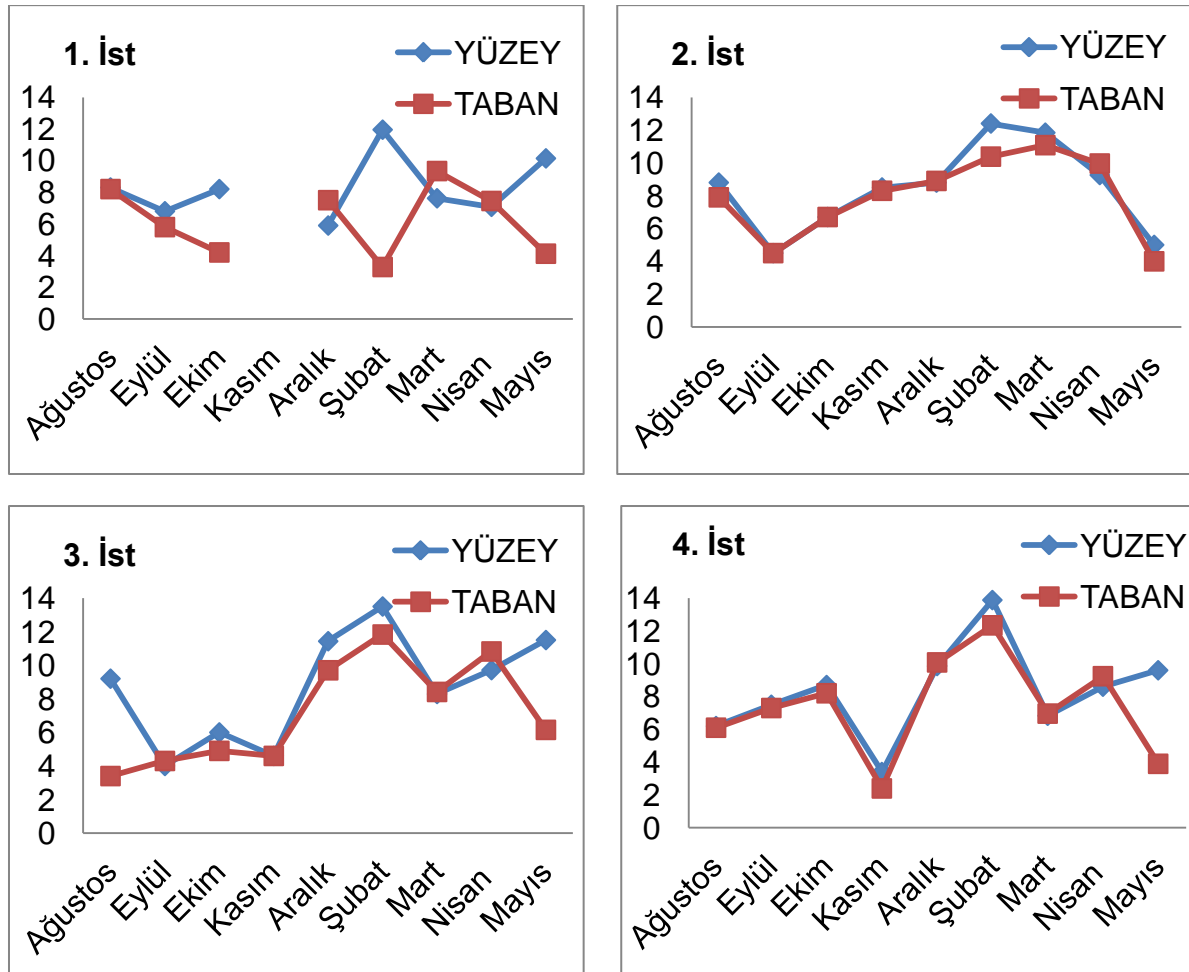 1. İst
YÜZEY
TABAN
14
12
10
8
6
4
2
0
Ağustos
Eylül
Ekim
Kasım
Aralık
Şubat
Mart
Nisan
Mayıs
2. İst
YÜZEY
TABAN
14
12
10
8
6
4
2
0
Ağustos
Eylül
Ekim
Kasım
Aralık
Şubat
Mart
Nisan
Mayıs
3. İst
YÜZEY
TABAN
14
12
10
8
6
4
2
0
Ağustos
Eylül
Ekim
Kasım
Aralık
Şubat
Mart
Nisan
Mayıs
4. İst
YÜZEY
TABAN
14
12
10
8
6
4
2
0
Ağustos
Eylül
Ekim
Kasım
Aralık
Şubat
Mart
Nisan
Mayıs